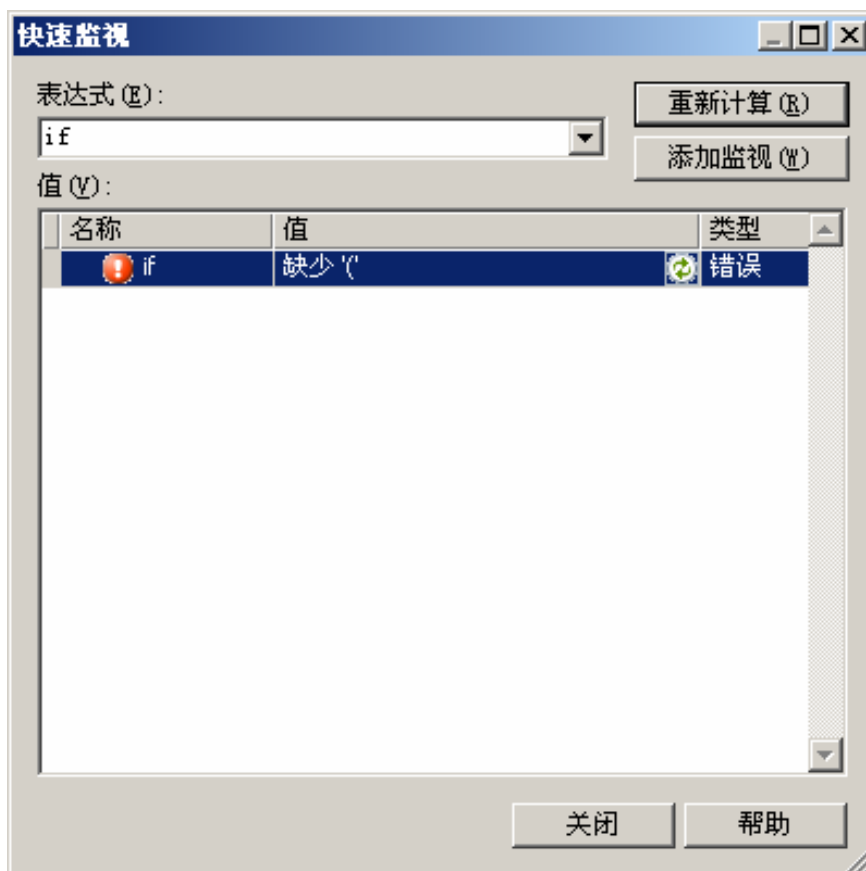 快速监视
表达式(E):
重新计算(R)
if
添加监视(W)
值(V):
名称 值 类型
if 缺少'(' 错误
关闭 帮助